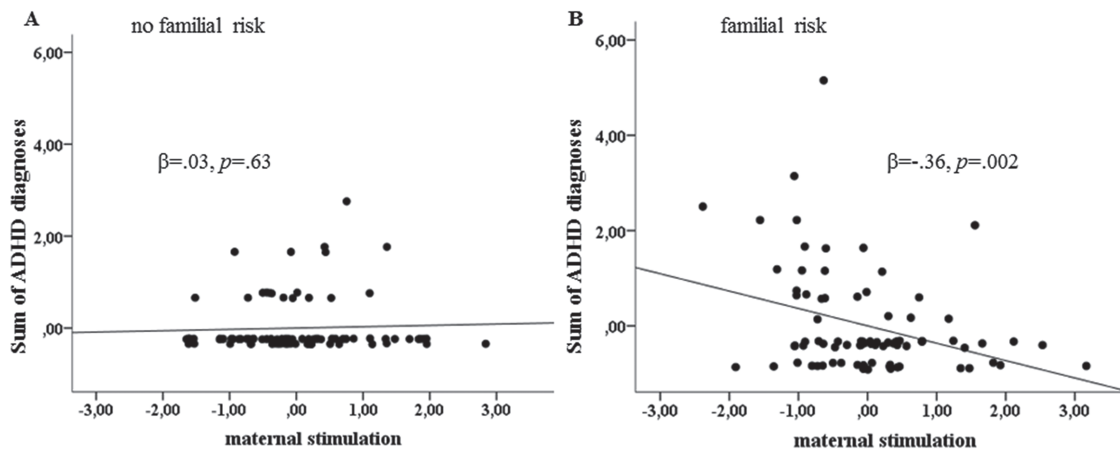 A
no familial risk
6,00
4,00
2,00
,00
Sum of ADHD diagnoses
β=.03, p=.63
-3,00 -2,00 -1,00 ,00 1,00 2,00 3,00
maternal stimulation
B
familial risk
6,00
4,00
2,00
,00
Sum of ADHD diagnoses
β=-.36, p=.002
-3,00 -2,00 -1,00 ,00 1,00 2,00 3,00
maternal stimulation